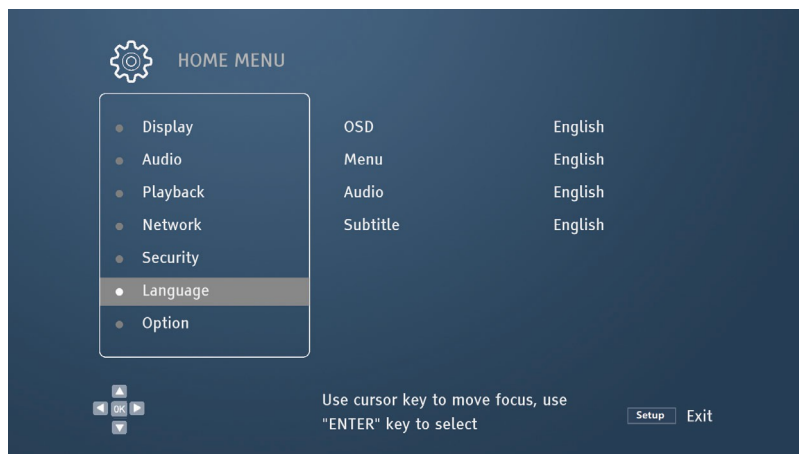 HOME MENU
Display
Audio
Playback
Network
Security
Language
Option
OSD English
Menu English
Audio English
Subtitle English
OK
Use cursor key to move focus, use
"ENTER" key to select
Setup Exit